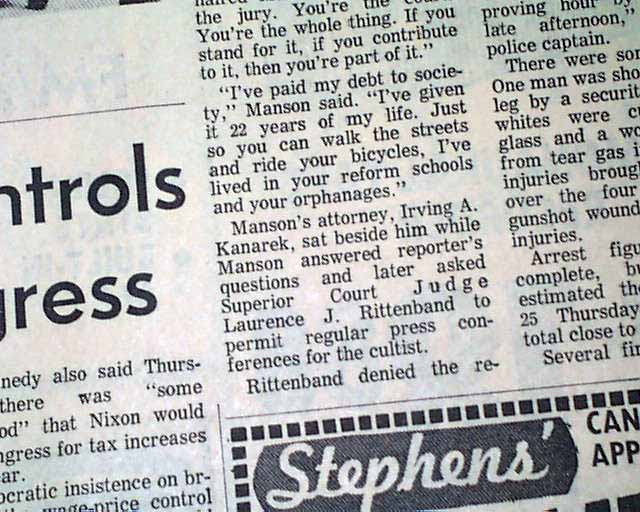 the jury. You're the
You're the whole thing. If you
stand for it, if you contribute
to it, then you're part of it."
"I've paid my debt to socie-
ty," Manson said. "I've given
it 22 years of my life. Just
so you can walk the streets
and ride your bicycles, I've
lived in your reform schools
and your orphanages."
Manson's attorney, Irving A.
Kanarek, sat beside him while
Manson answered reporter's
questions and later asked
Superior Court Judge
Laurence J. Rittenband to
permit regular press con-
ferences for the cultist.
Rittenband denied the re-
ntrols
gress
nedy also said Thurs-
there was "some
od" that Nixon would
ngress for tax increases
ar.
ocratic insistence on br-
wage-price control
proving hour by
late afternoon,"
police captain.
There were som
One man was sho
leg by a securit
whites were cu
glass and a wo
from tear gas i
injuries broug
over the four
gunshot wound
injuries.
Arrest figu
complete, bu
estimated the
25 Thursday
total close to
Several fir
Stephens'
CAN
APP